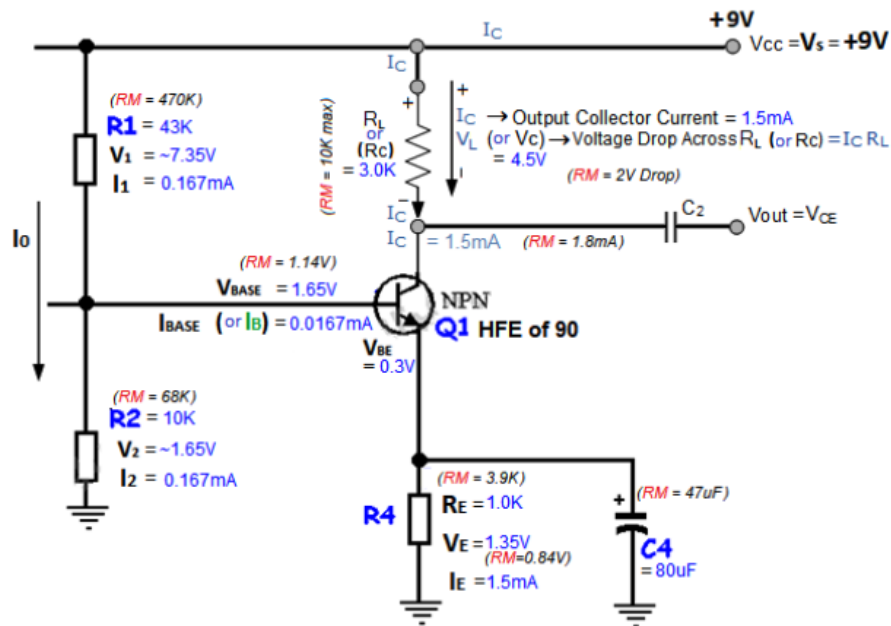 +9V
Ic
Vcc = Vs = +9V
Ic
(RM = 470K)
R1 = 43K
V1 = ~7.35V
I1 = 0.167mA
+
RL
or
(Rc)
= 3.0K
(RM = 10K max)
-
+
Ic → Output Collector Current = 1.5mA
VL (or Vc) → Voltage Drop Across RL (or Rc) = Ic RL
= 4.5V
-
(RM = 2V Drop)
Ic
Ic = 1.5mA
(RM = 1.8mA)
C2
Vout = VCE
Io
(RM = 1.14V)
VBASE = 1.65V
IBASE (or IB) = 0.0167mA
NPN
Q1 HFE of 90
VBE
= 0.3V
(RM = 68K)
R2 = 10K
V2 = ~1.65V
I2 = 0.167mA
R4
(RM = 3.9K)
RE = 1.0K
VE = 1.35V
(RM=0.84V)
IE = 1.5mA
+
(RM = 47uF)
C4
= 80uF